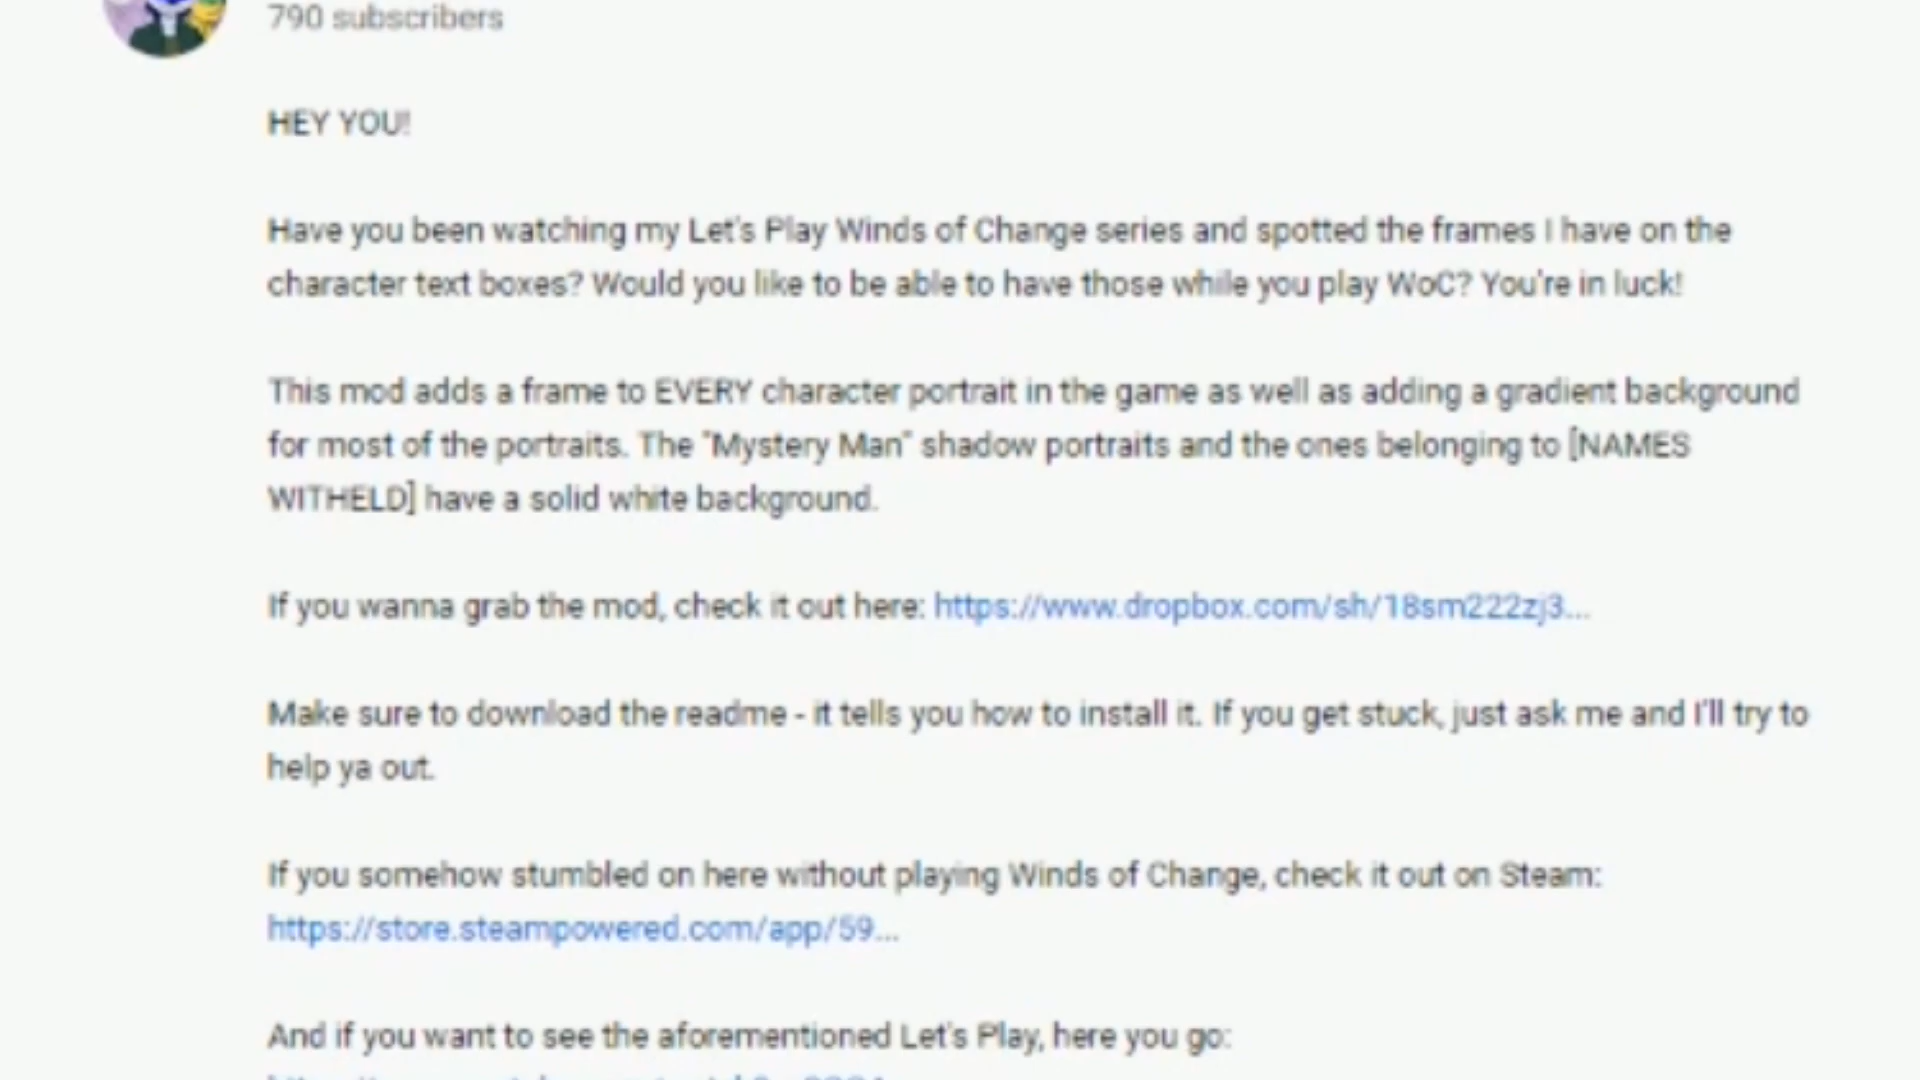 790 subscribers
HEY YOU!
Have you been watching my Let's Play Winds of Change series and spotted the frames I have on the
character text boxes? Would you like to be able to have those while you play WoC? You're in luck!
This mod adds a frame to EVERY character portrait in the game as well as adding a gradient background
for most of the portraits. The "Mystery Man" shadow portraits and the ones belonging to [NAMES
WITHELD] have a solid white background.
If you wanna grab the mod, check it out here: https://www.dropbox.com/sh/18sm222zj3...
Make sure to download the readme - it tells you how to install it. If you get stuck, just ask me and I'll try to
help ya out.
If you somehow stumbled on here without playing Winds of Change, check it out on Steam:
https://store.steampowered.com/app/59...
And if you want to see the aforementioned Let's Play, here you go: